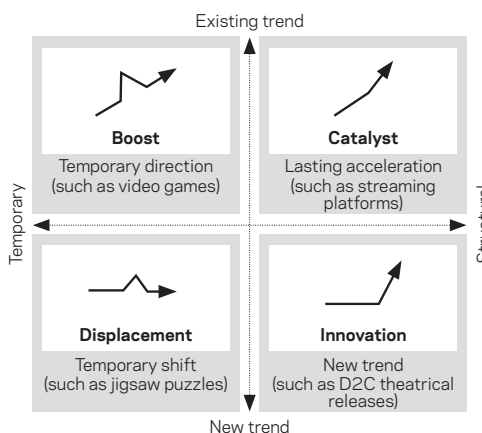 Existing trend
Boost
Temporary direction
(such as video games)
Catalyst
Lasting acceleration
(such as streaming
platforms)
Temporary
Structural
Displacement
Temporary shift
(such as jigsaw puzzles)
Innovation
New trend
(such as D2C theatrical
releases)
New trend